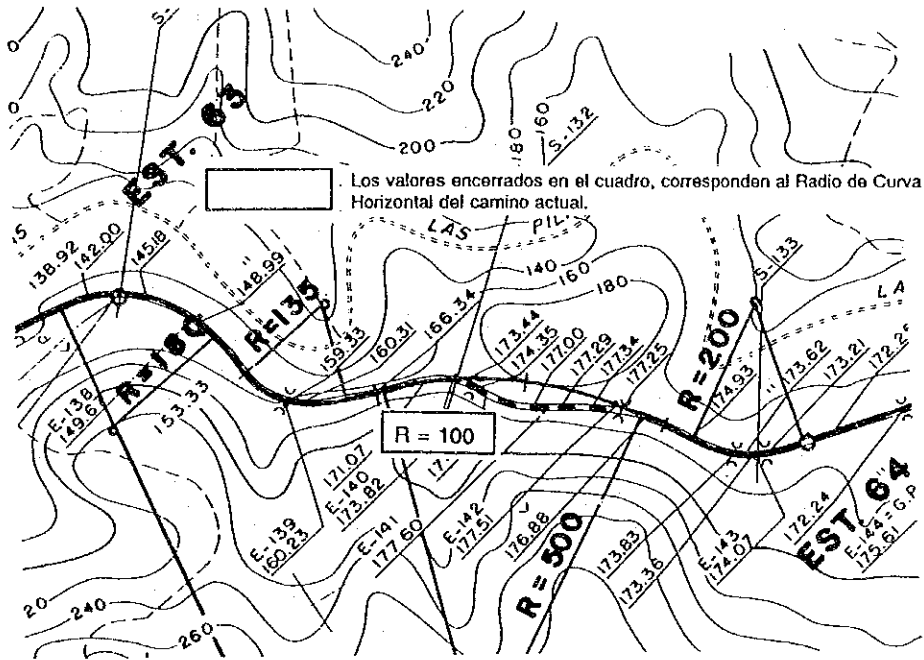 240
220
200
180
160
S-132
EST. 63
Los valores encerrados en el cuadro, corresponden al Radio de Curva
Horizontal del camino actual.
LAS
138.92
142.00
145.18
148.99
R=180
R=135
159.33
160.31
166.34
140
160
180
173.44
174.35
177.00
177.29
177.34
177.25
R=200
S-133
174.93
173.62
173.21
E-138
153.33
R = 100
E-139
160.23
171.07
E-140
173.82
E-141
177.60
E-142
177.51
176.88
R=500
173.83
173.36
E-143
174.07
172.24
EST 64
E-144=G.P
175.61
20
240
260